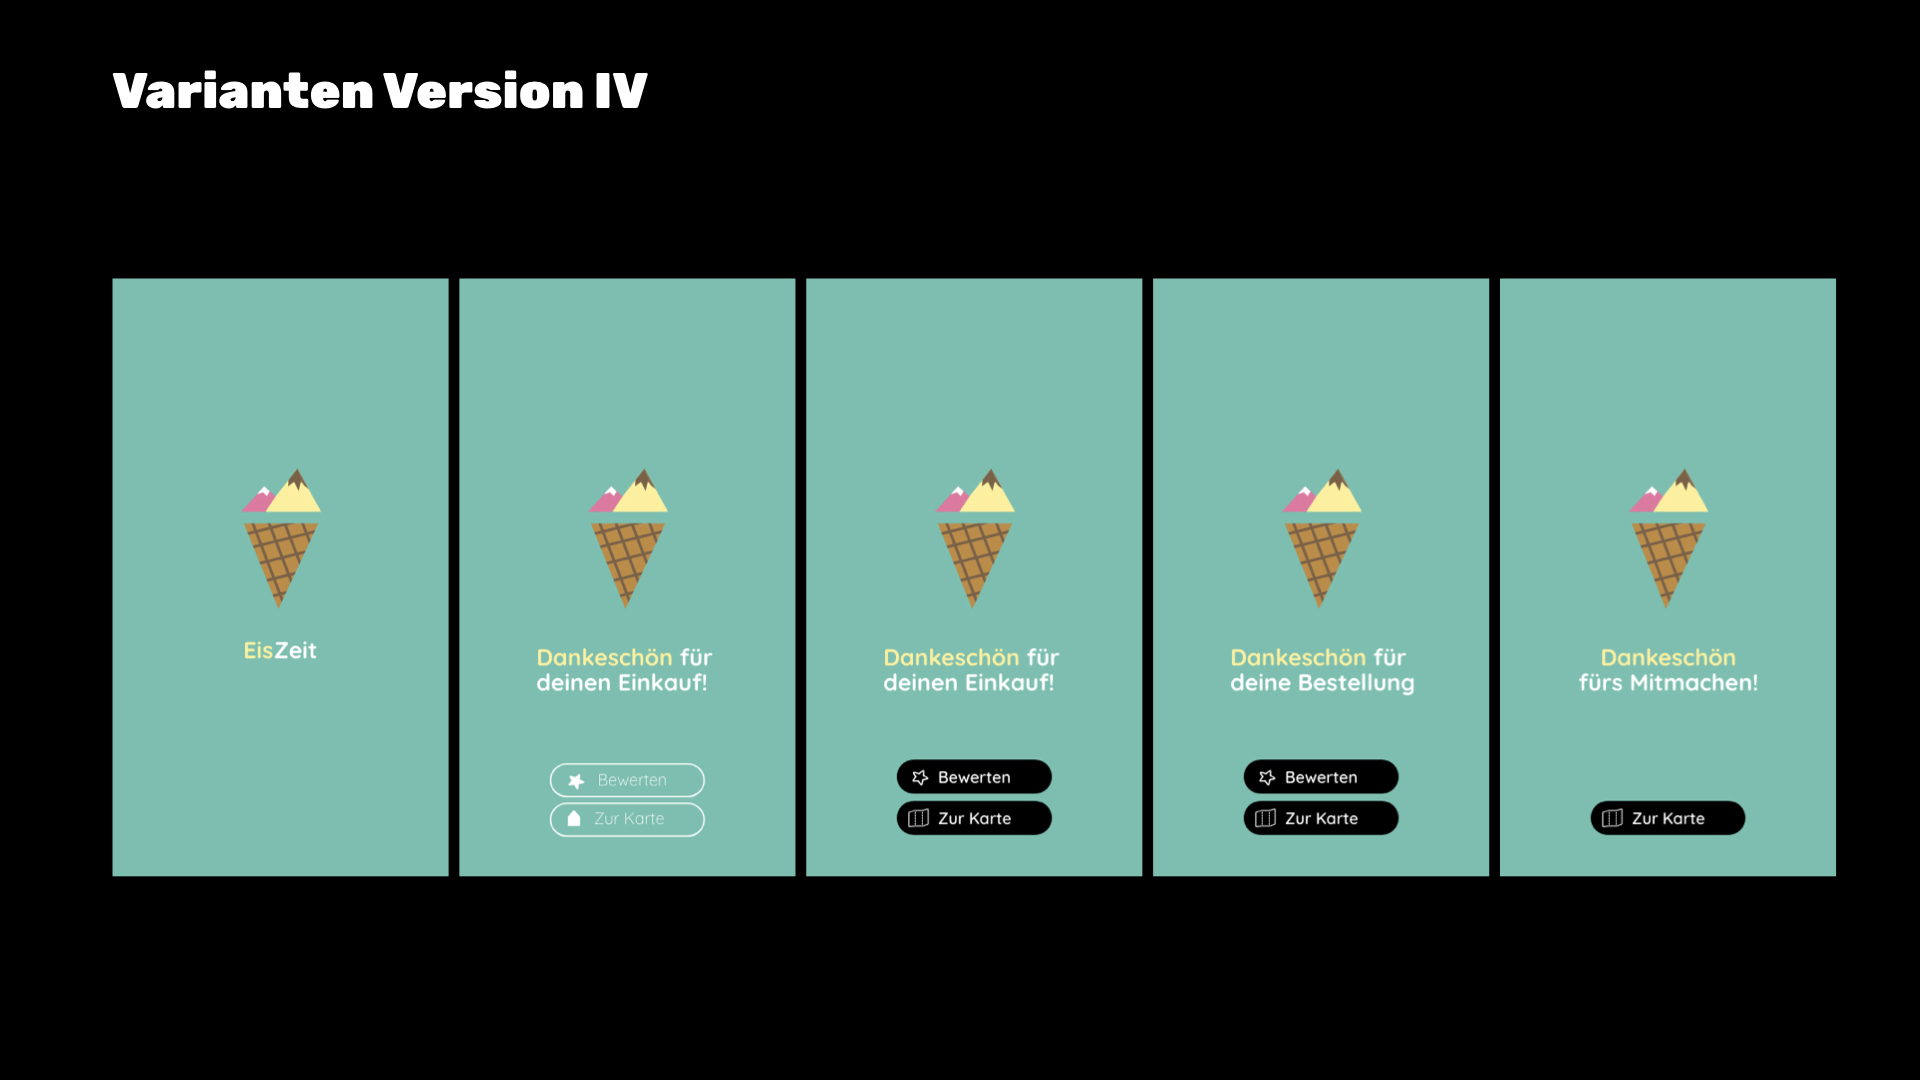 Varianten Version IV
EisZeit
Dankeschön für
deinen Einkauf!
Bewerten
Zur Karte
Dankeschön für
deinen Einkauf!
Bewerten
Zur Karte
Dankeschön für
deine Bestellung
Bewerten
Zur Karte
Dankeschön
fürs Mitmachen!
Zur Karte